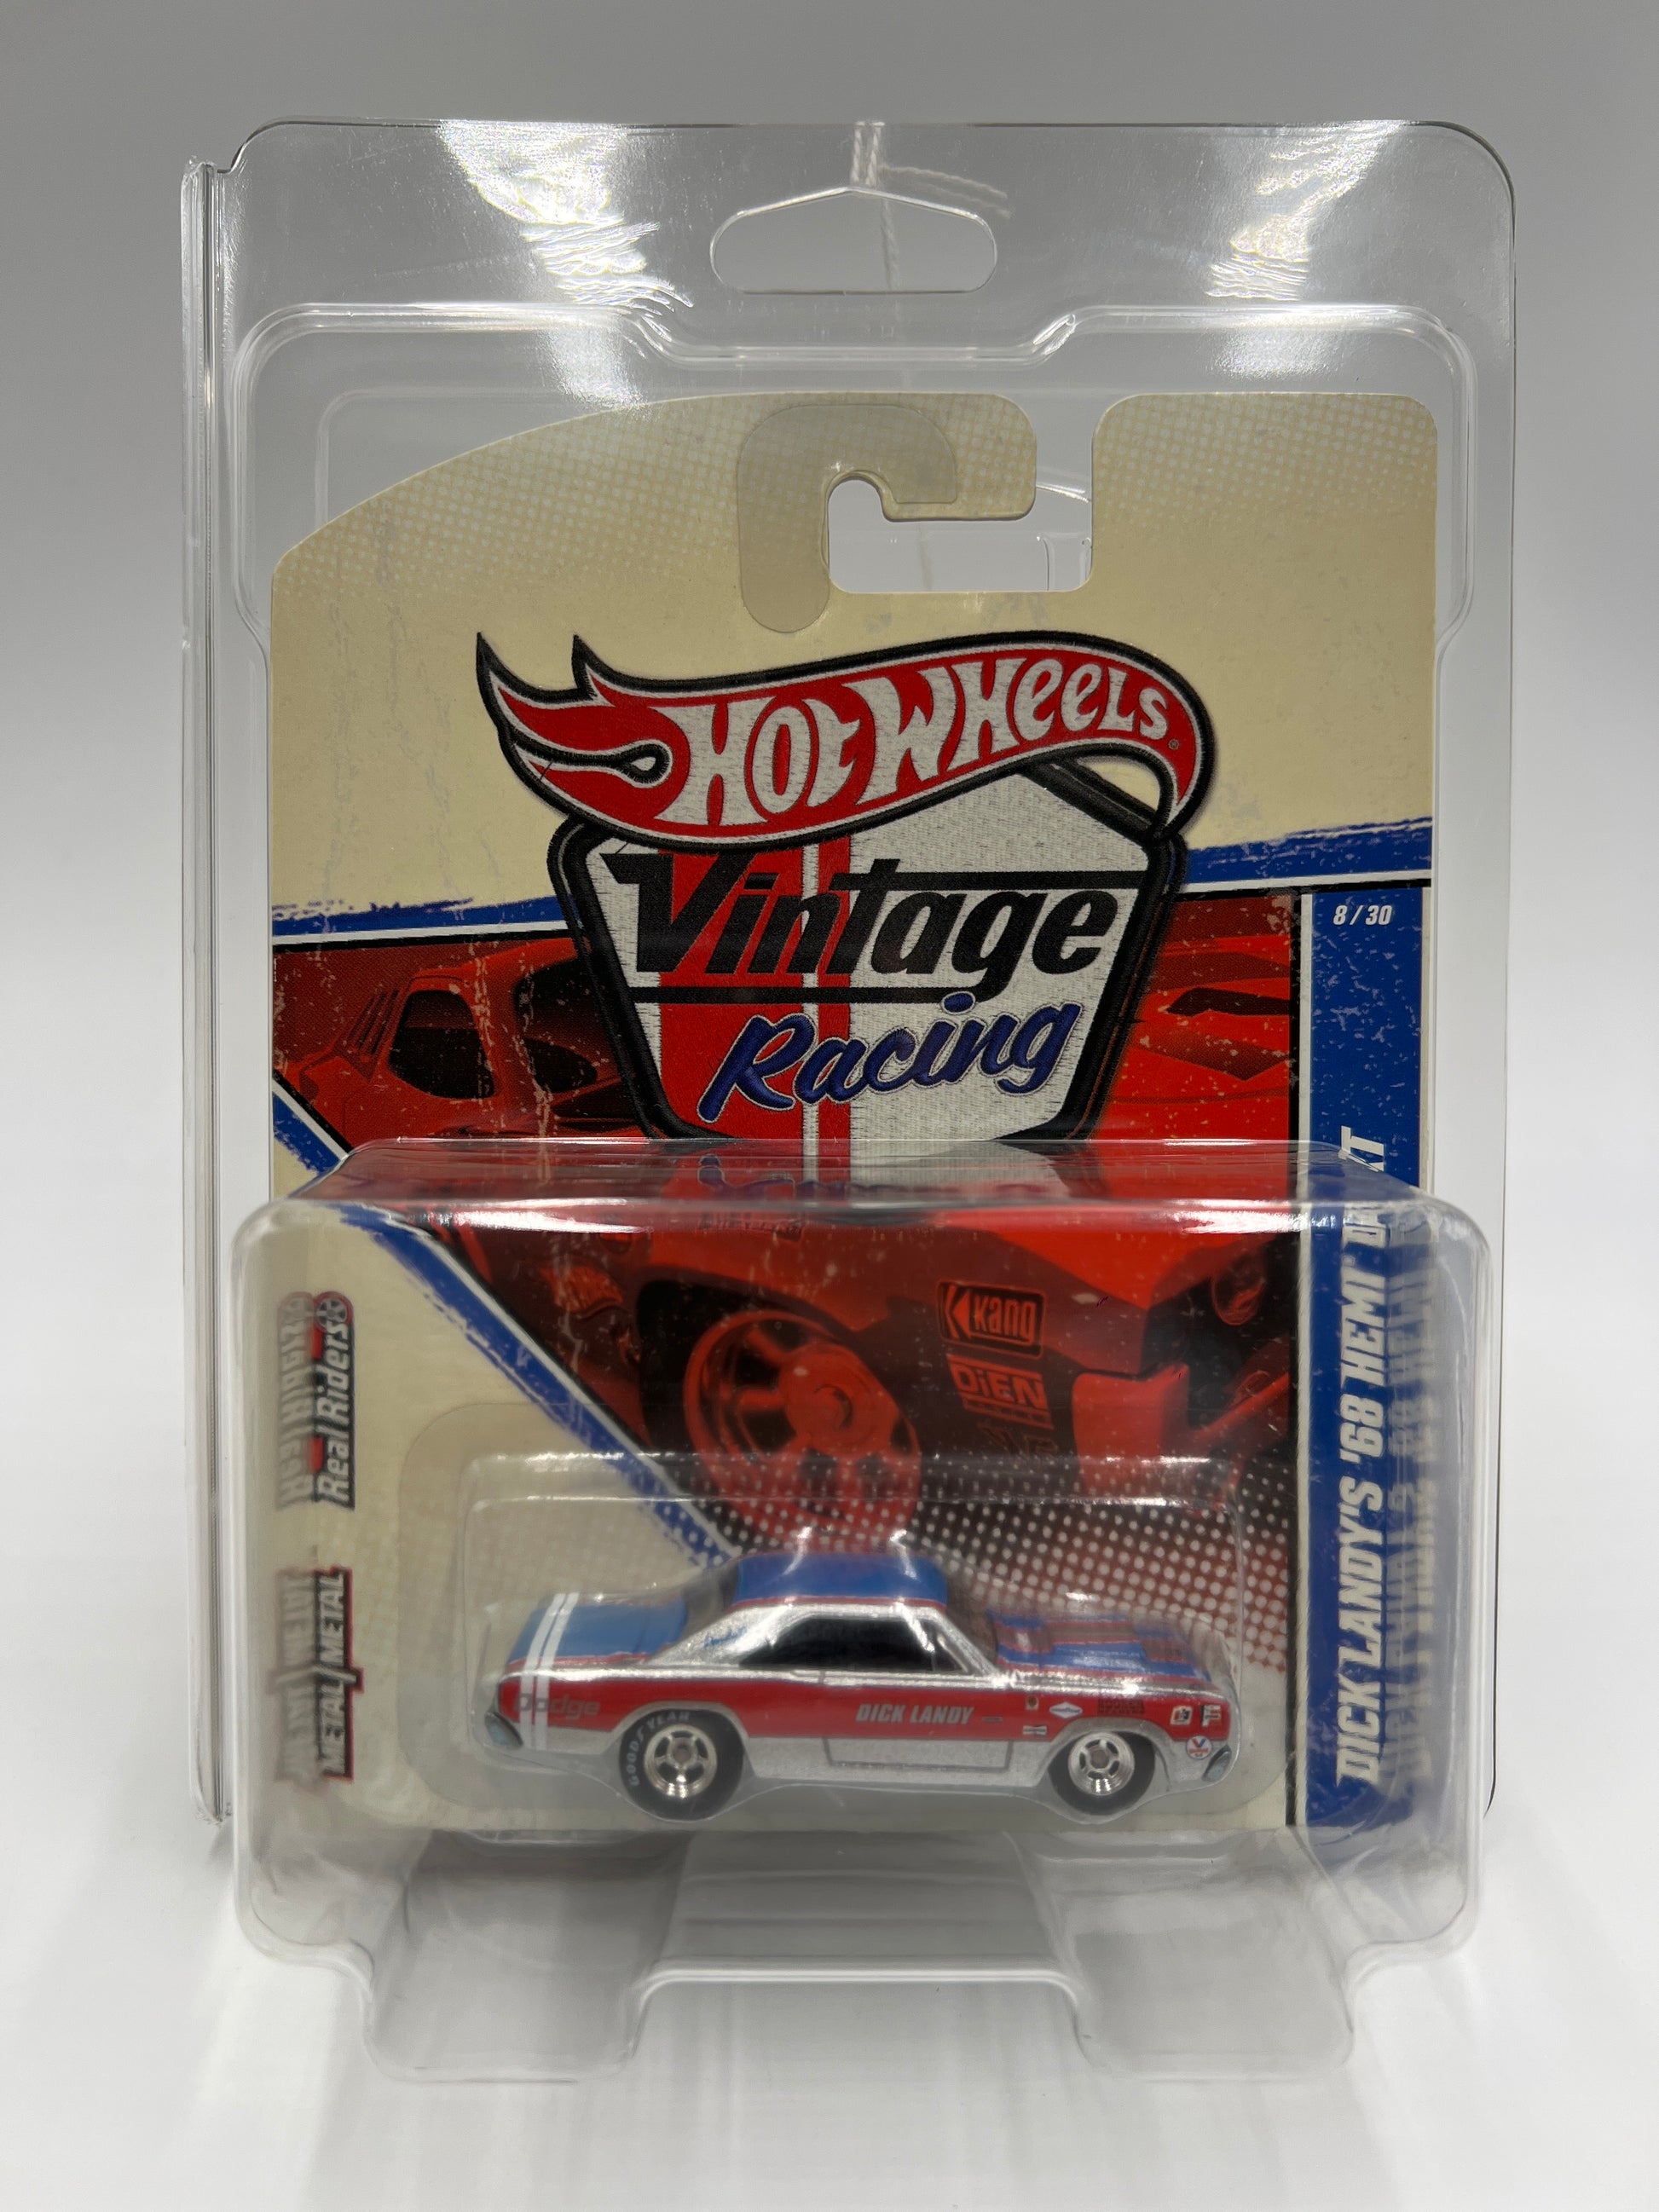 HOT WHEELS
Vintage
Racing
8 / 30
DICK LANDY'S '68 HEMI
Real Riders
METAL/METAL
kang
DIEN
Dodge
DICK LANDY
GOODYEAR